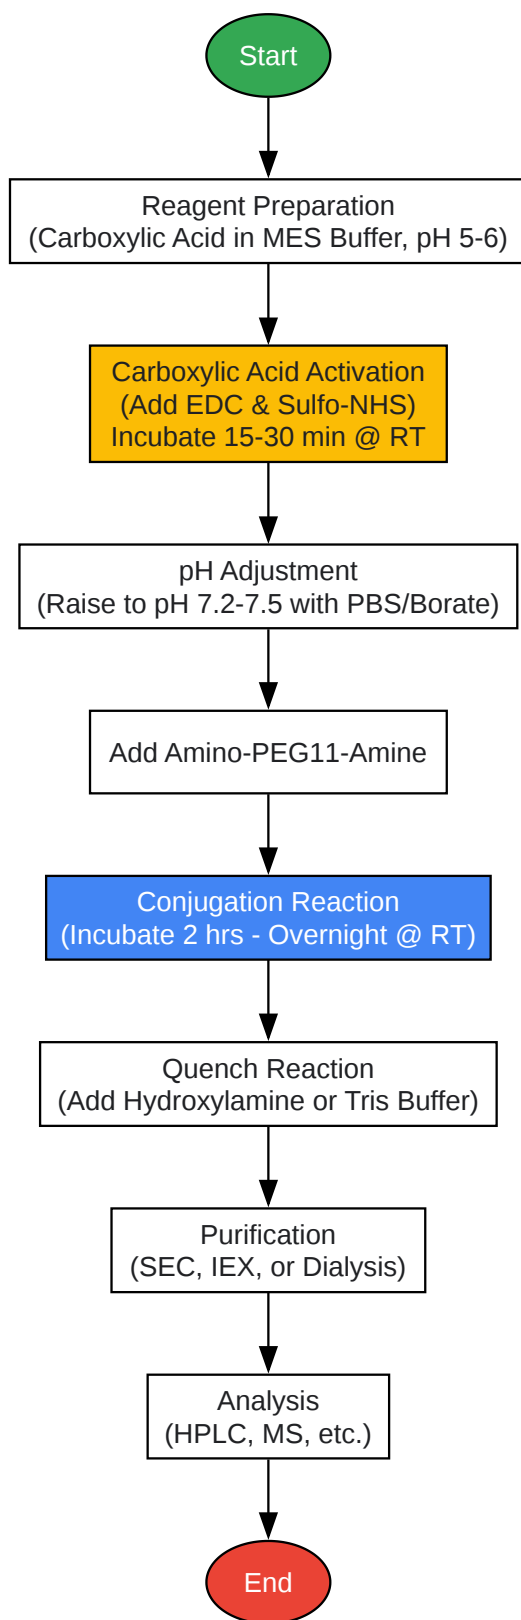 Start
Reagent Preparation
(Carboxylic Acid in MES Buffer, pH 5-6)
Carboxylic Acid Activation
(Add EDC & Sulfo-NHS)
Incubate 15-30 min @ RT
pH Adjustment
(Raise to pH 7.2-7.5 with PBS/Borate)
Add Amino-PEG11-Amine
Conjugation Reaction
(Incubate 2 hrs - Overnight @ RT)
Quench Reaction
(Add Hydroxylamine or Tris Buffer)
Purification
(SEC, IEX, or Dialysis)
Analysis
(HPLC, MS, etc.)
End